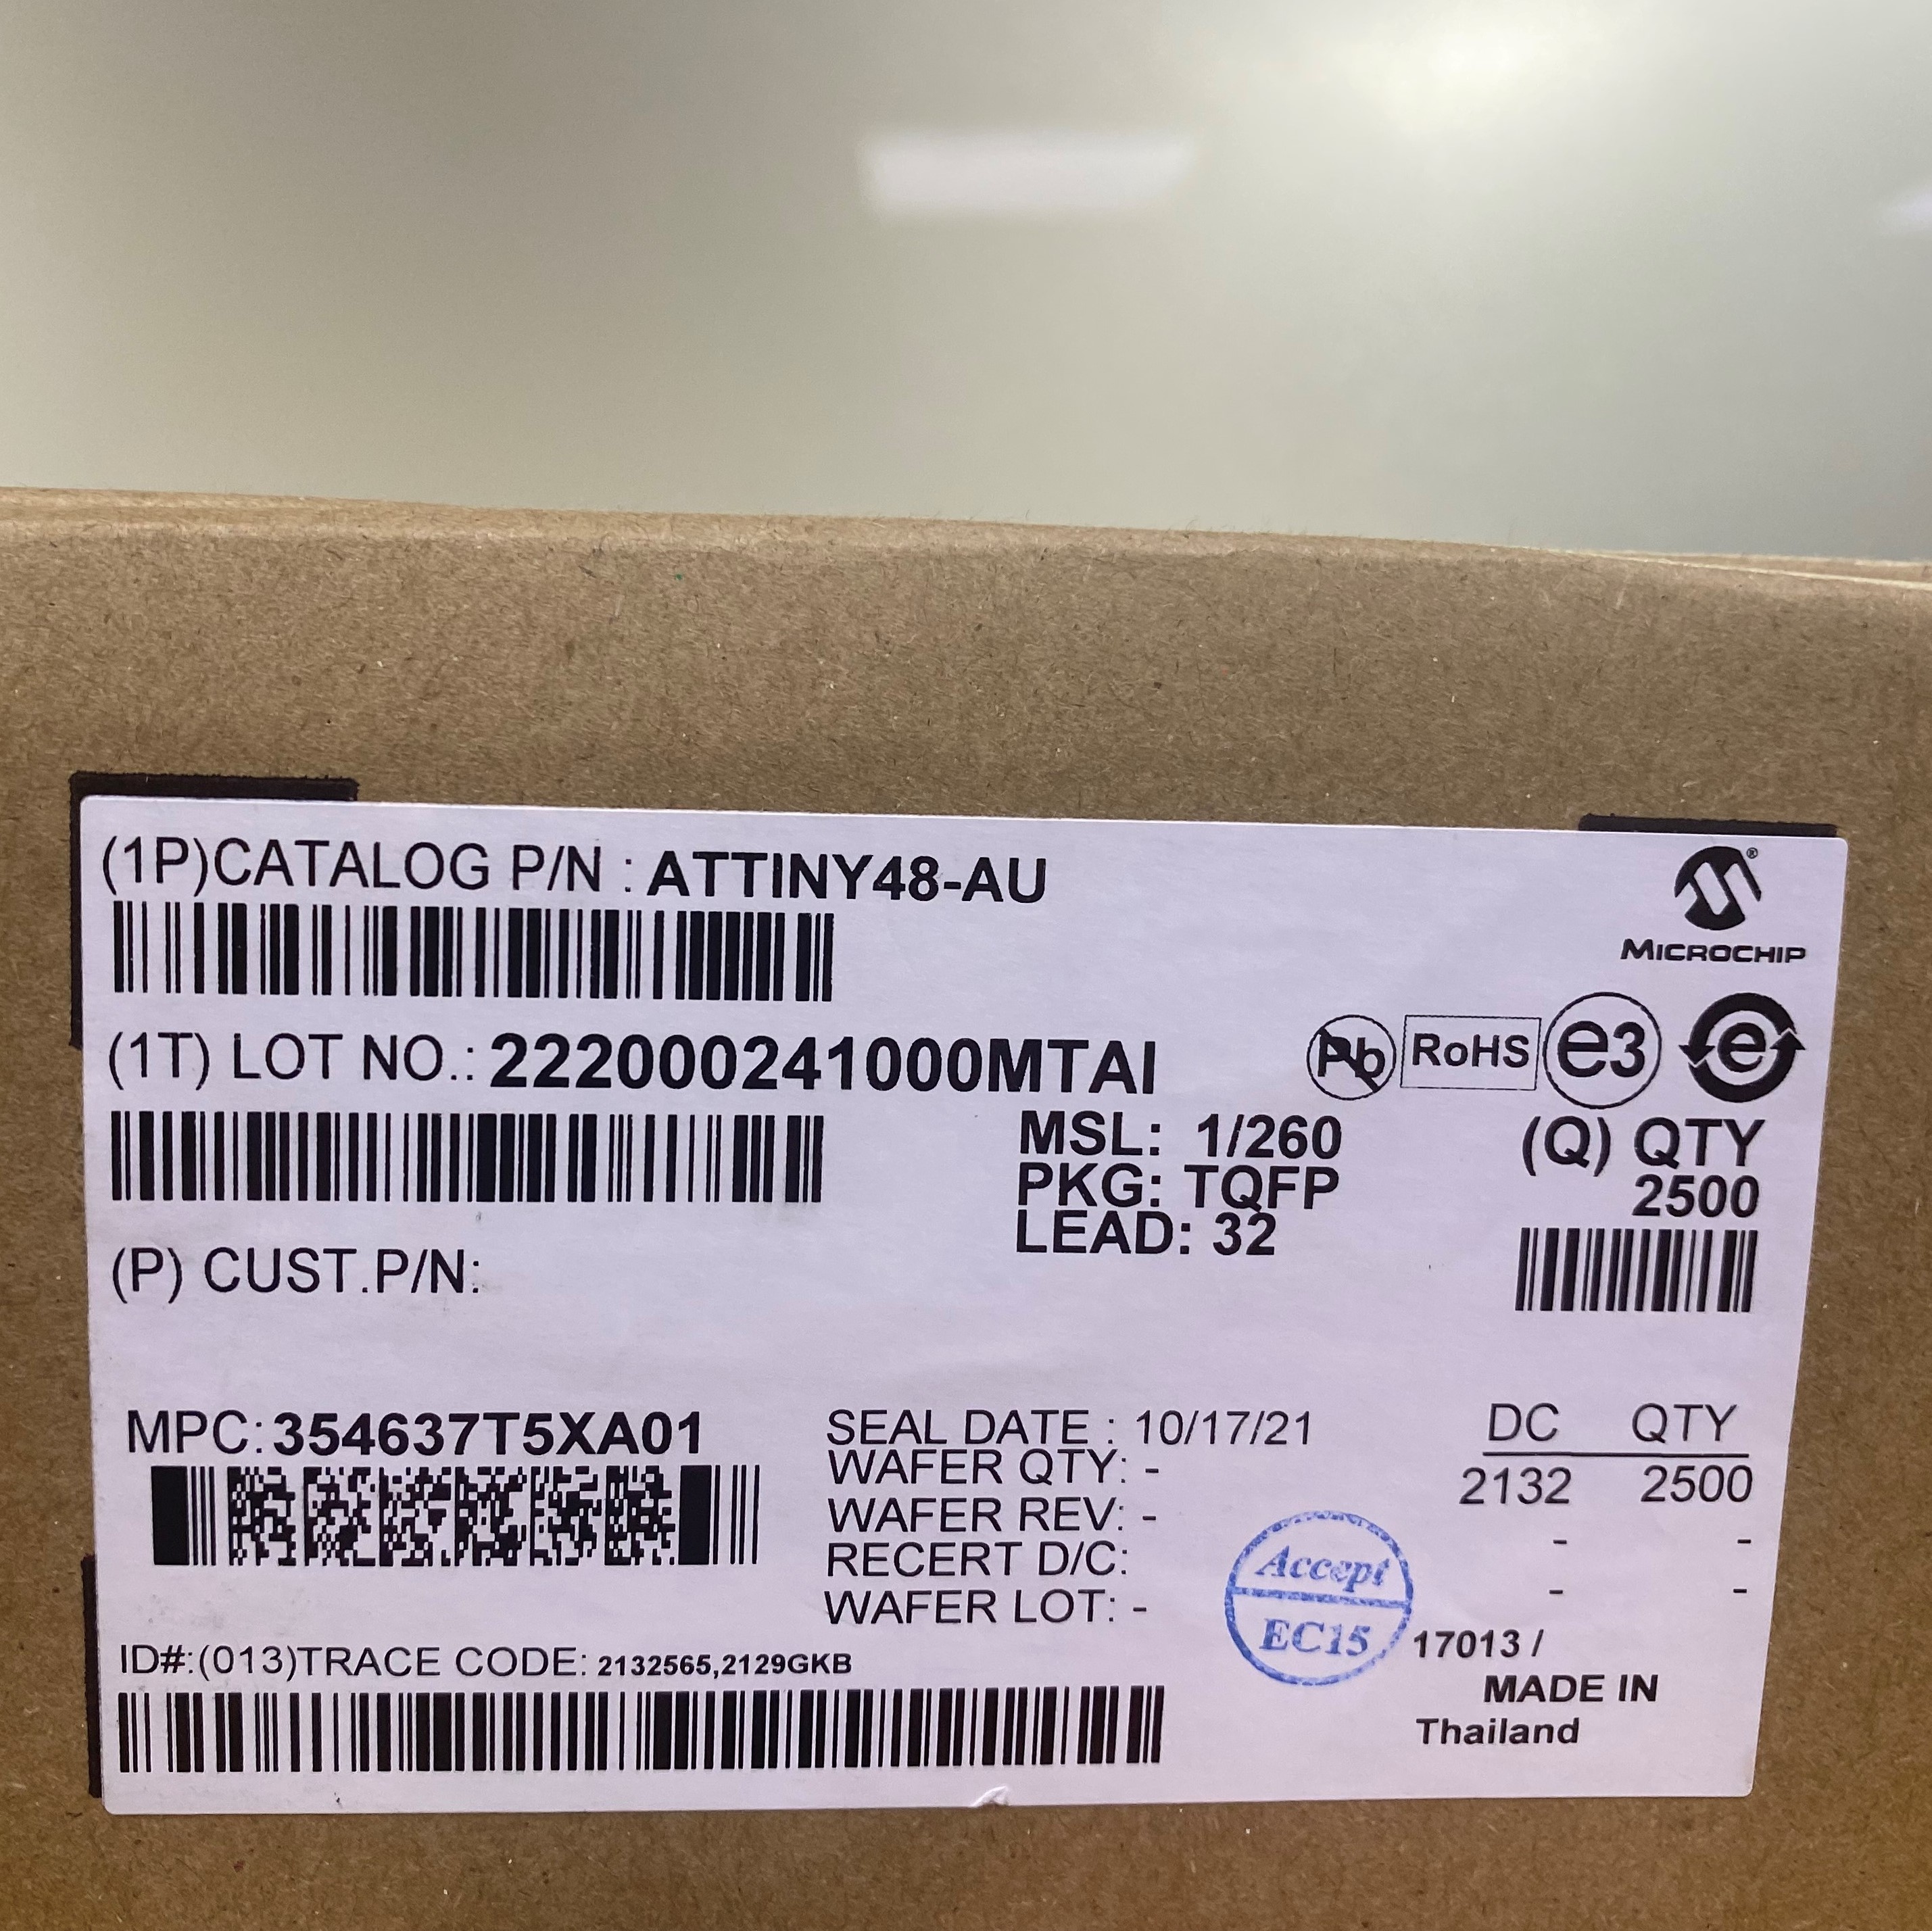 (1P)CATALOG P/N : ATTINY48-AU
MICROCHIP
(1T) LOT NO.: 222000241000MTAI
Pb RoHS e3 e
MSL: 1/260
PKG: TQFP
LEAD: 32
(Q) QTY
2500
(P) CUST.P/N:
MPC:354637T5XA01
SEAL DATE : 10/17/21
WAFER QTY: -
WAFER REV: -
RECERT D/C:
WAFER LOT: -
DC QTY
2132 2500
- -
- -
Accept
EC15
17013 /
MADE IN
Thailand
ID#:(013)TRACE CODE: 2132565,2129GKB